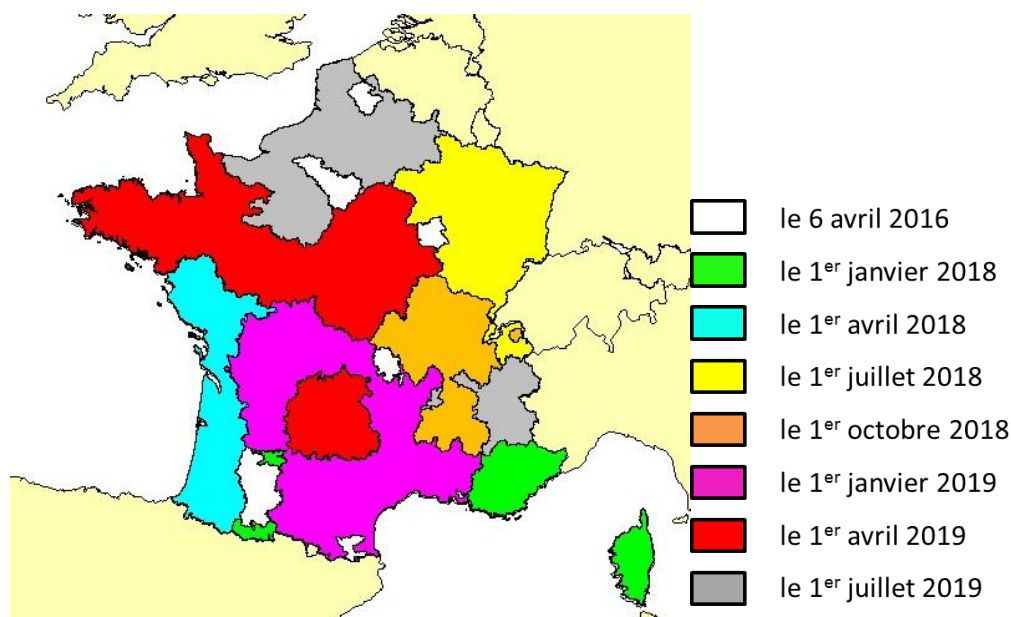 le 6 avril 2016
le 1er janvier 2018
le 1er avril 2018
le 1er juillet 2018
le 1er octobre 2018
le 1er janvier 2019
le 1er avril 2019
le 1er juillet 2019